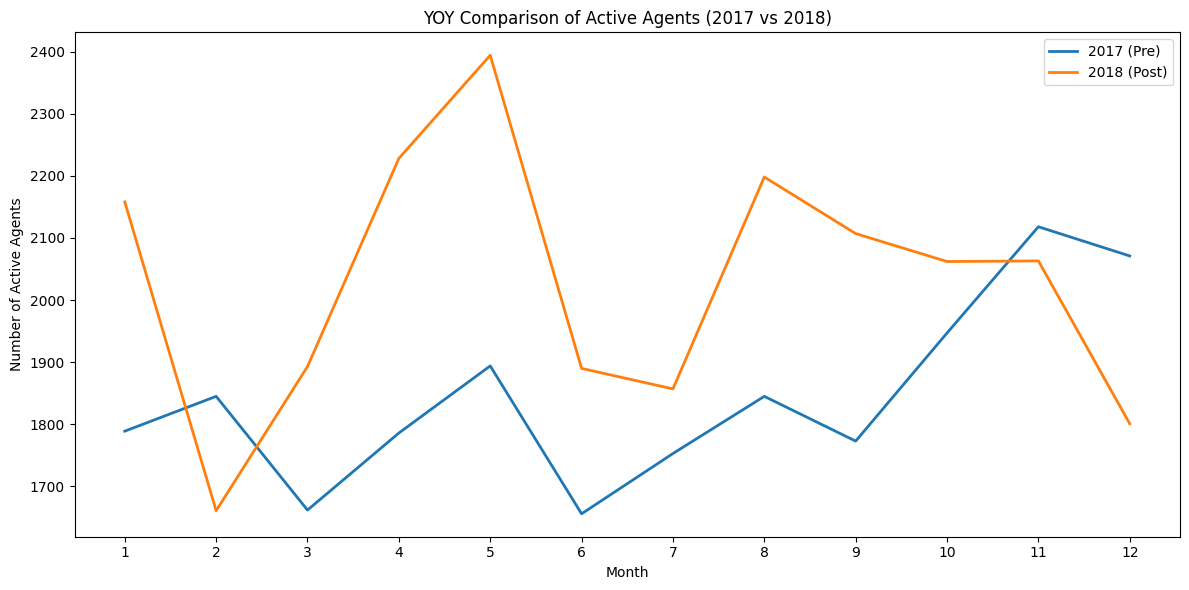 YOY Comparison of Active Agents (2017 vs 2018)
2017 (Pre)
2018 (Post)
Number of Active Agents
2400
2300
2200
2100
2000
1900
1800
1700
1 2 3 4 5 6 7 8 9 10 11 12
Month